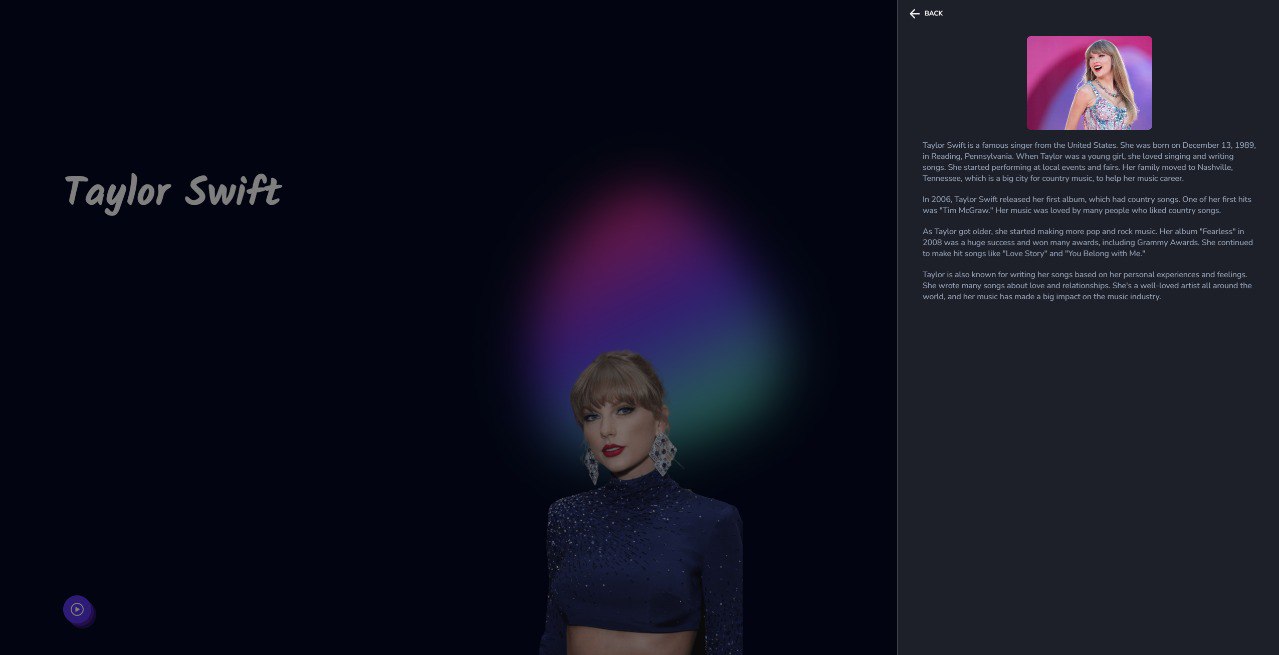 Taylor Swift
BACK
Taylor Swift is a famous singer from the United States. She was born on December 13, 1989,
in Reading, Pennsylvania. When Taylor was a young girl, she loved singing and writing
songs. She started performing at local events and fairs. Her family moved to Nashville,
Tennessee, which is a big city for country music, to help her music career.
In 2006, Taylor Swift released her first album, which had country songs. One of her first hits
was "Tim McGraw." Her music was loved by many people who liked country songs.
As Taylor got older, she started making more pop and rock music. Her album "Fearless" in
2008 was a huge success and won many awards, including Grammy Awards. She continued
to make hit songs like "Love Story" and "You Belong with Me."
Taylor is also known for writing her songs based on her personal experiences and feelings.
She wrote many songs about love and relationships. She's a well-loved artist all around the
world, and her music has made a big impact on the music industry.